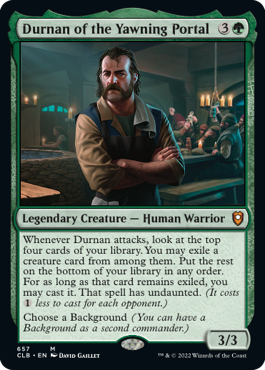 Durnan of the Yawning Portal 3
Legendary Creature — Human Warrior
Whenever Durnan attacks, look at the top
four cards of your library. You may exile a
creature card from among them. Put the rest
on the bottom of your library in any order.
For as long as that card remains exiled, you
may cast it. That spell has undaunted. (It costs
1 less to cast for each opponent.)
Choose a Background (You can have a
Background as a second commander.)
3/3
657 M
CLB • EN DAVID GAILLET
™ & © 2022 Wizards of the Coast